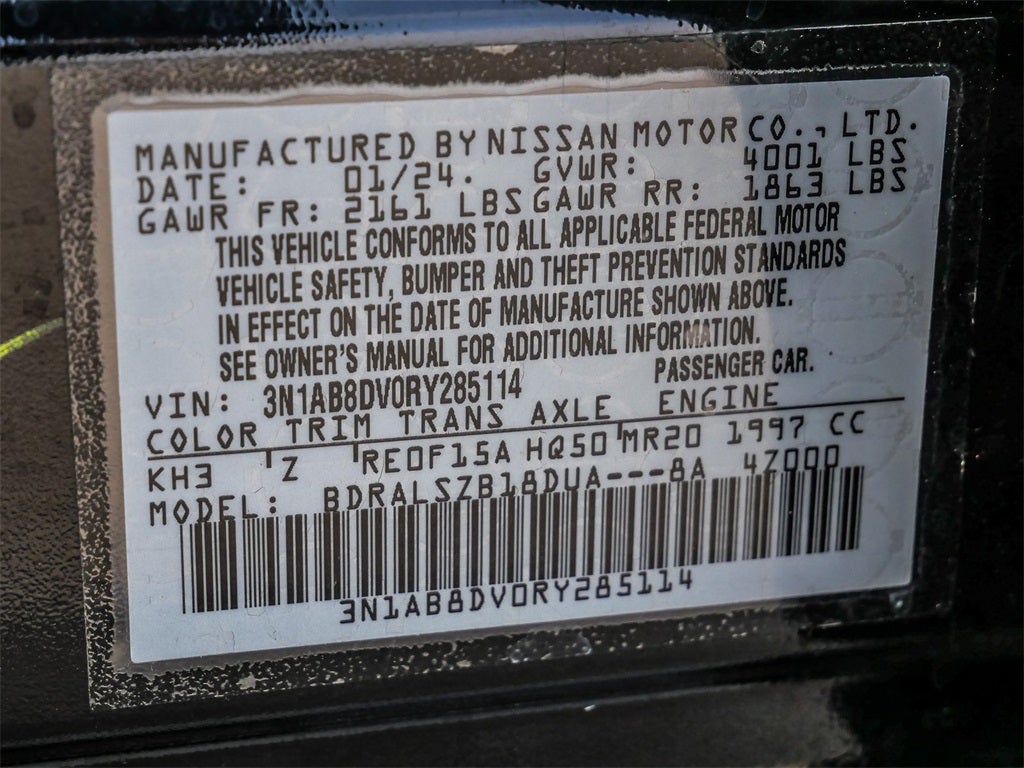 MANUFACTURED BY NISSAN MOTOR CO., LTD.
DATE: 01/24. GVWR: 4001 LBS
GAWR FR: 2161 LBS GAWR RR: 1863 LBS
THIS VEHICLE CONFORMS TO ALL APPLICABLE FEDERAL MOTOR
VEHICLE SAFETY, BUMPER AND THEFT PREVENTION STANDARDS
IN EFFECT ON THE DATE OF MANUFACTURE SHOWN ABOVE.
SEE OWNER'S MANUAL FOR ADDITIONAL INFORMATION.
PASSENGER CAR.
VIN: 3N1AB8DV0RY285114
COLOR TRIM TRANS AXLE ENGINE
KH3 Z RE0F15A HQ50 MR20 1997 CC
MODEL: BDRALSZB18DUA---8A 4Z000
3N1AB8DV0RY285114